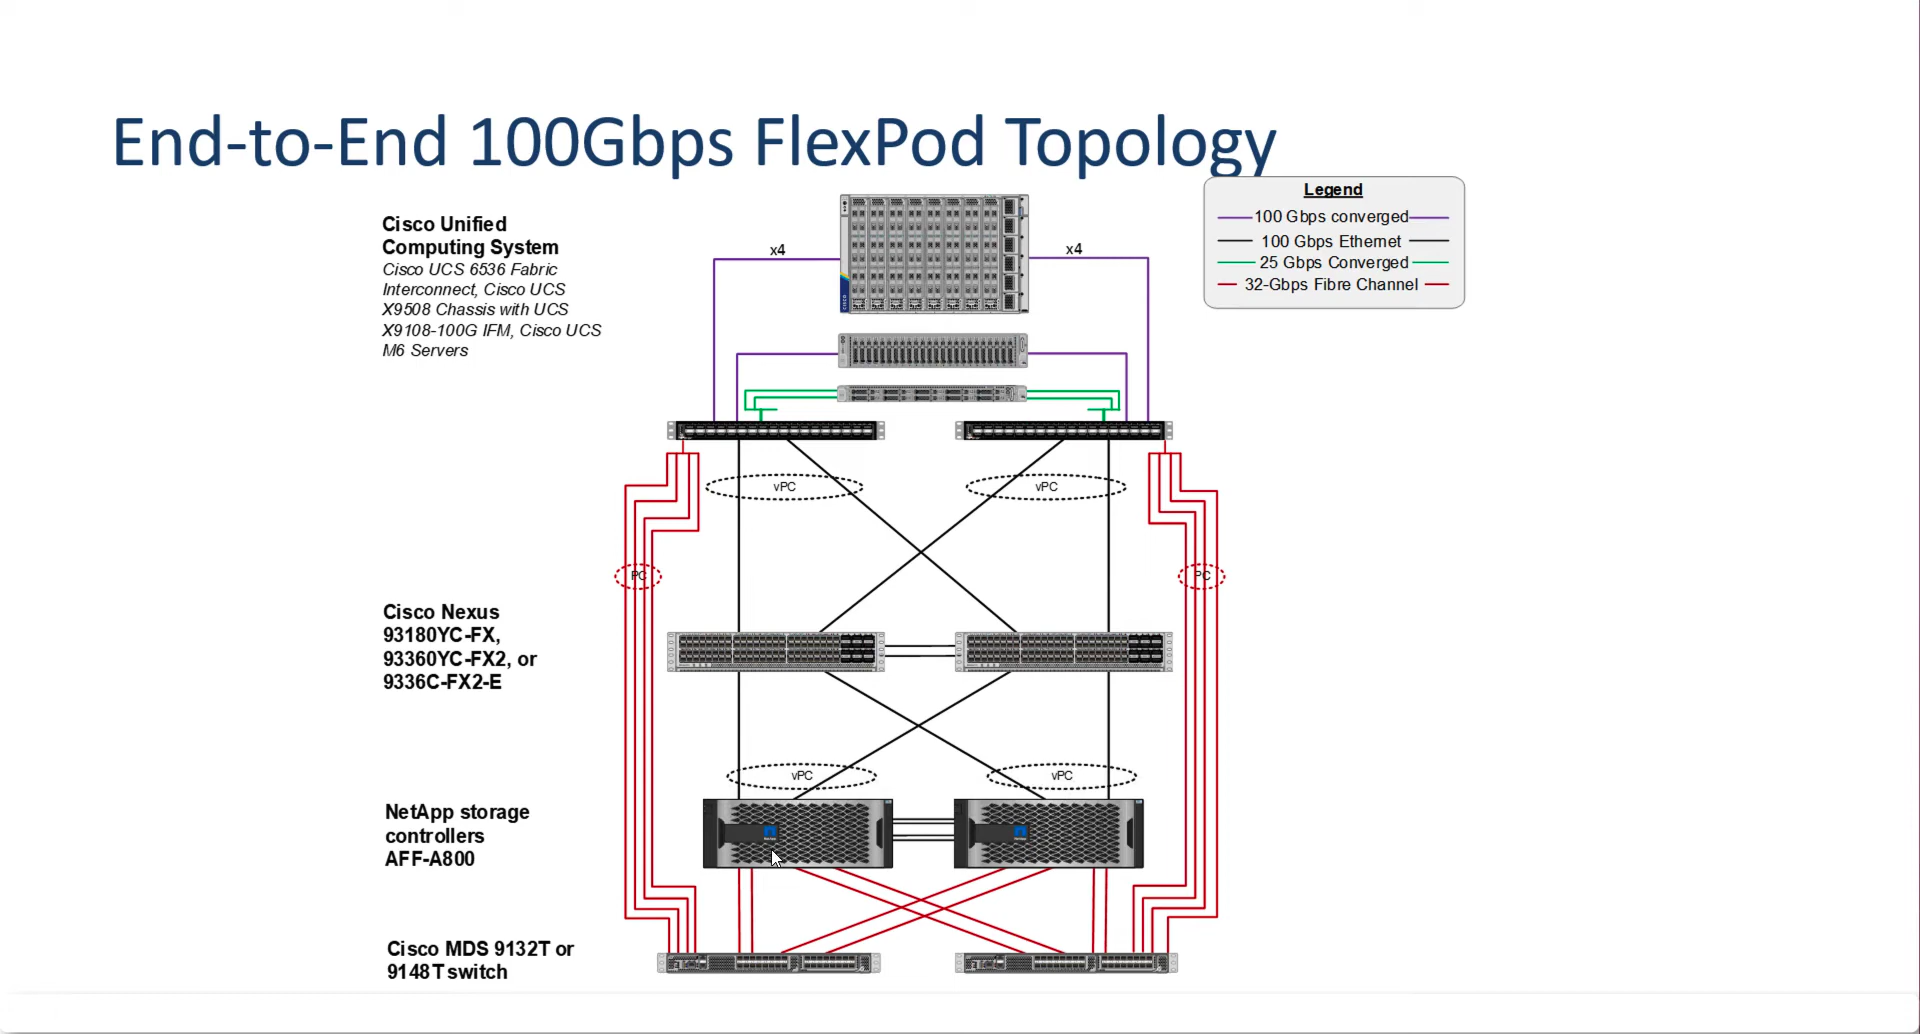 End-to-End 100Gbps FlexPod Topology
Legend
100 Gbps converged
100 Gbps Ethernet
25 Gbps Converged
32-Gbps Fibre Channel
Cisco Unified
Computing System
Cisco UCS 6536 Fabric
Interconnect, Cisco UCS
X9508 Chassis with UCS
X9108-100G IFM, Cisco UCS
M6 Servers
x4
x4
vPC
vPC
PC
PC
Cisco Nexus
93180YC-FX,
93360YC-FX2, or
9336C-FX2-E
vPC
vPC
NetApp storage
controllers
AFF-A800
Cisco MDS 9132T or
9148T switch